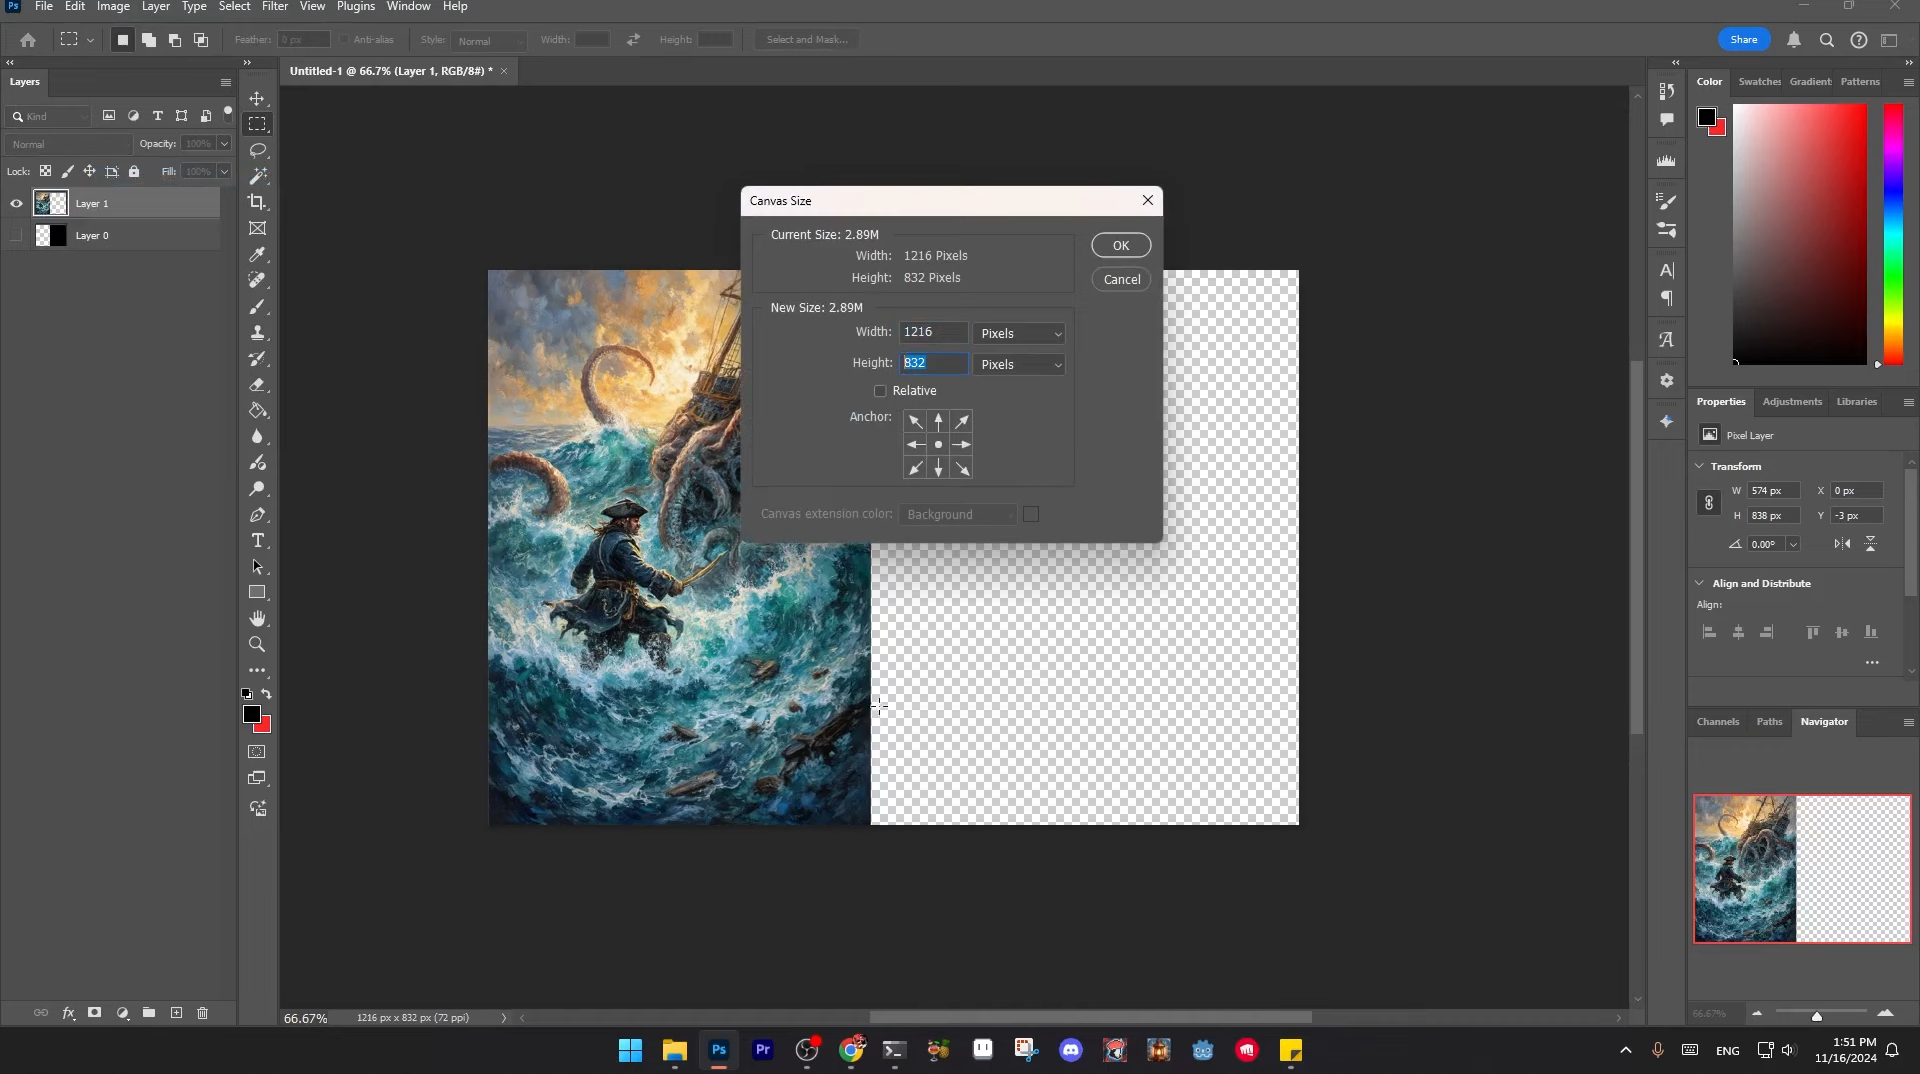 Ps File Edit Image Layer Type Select Filter View Plugins Window Help
Feather: 0 px Anti-alias Style: Normal Width: Height: Select and Mask... Share
Layers
Untitled-1 @ 66.7% (Layer 1, RGB/8#) * ×
Color Swatches Gradient Patterns
Kind
Normal Opacity: 100%
Lock: Fill: 100%
Layer 1
Layer 0
Canvas Size
Current Size: 2.89M
Width: 1216 Pixels
Height: 832 Pixels
OK
Cancel
New Size: 2.89M
Width: 1216 Pixels
Height: 832 Pixels
Relative
Anchor:
Canvas extension color: Background
Properties Adjustments Libraries
Pixel Layer
Transform
W 574 px X 0 px
H 838 px Y -3 px
0.00°
Align and Distribute
Align:
Channels Paths Navigator
66.67%
66.67% 1216 px x 832 px (72 ppi)
Ps Pr
ENG
1:51 PM
11/16/2024